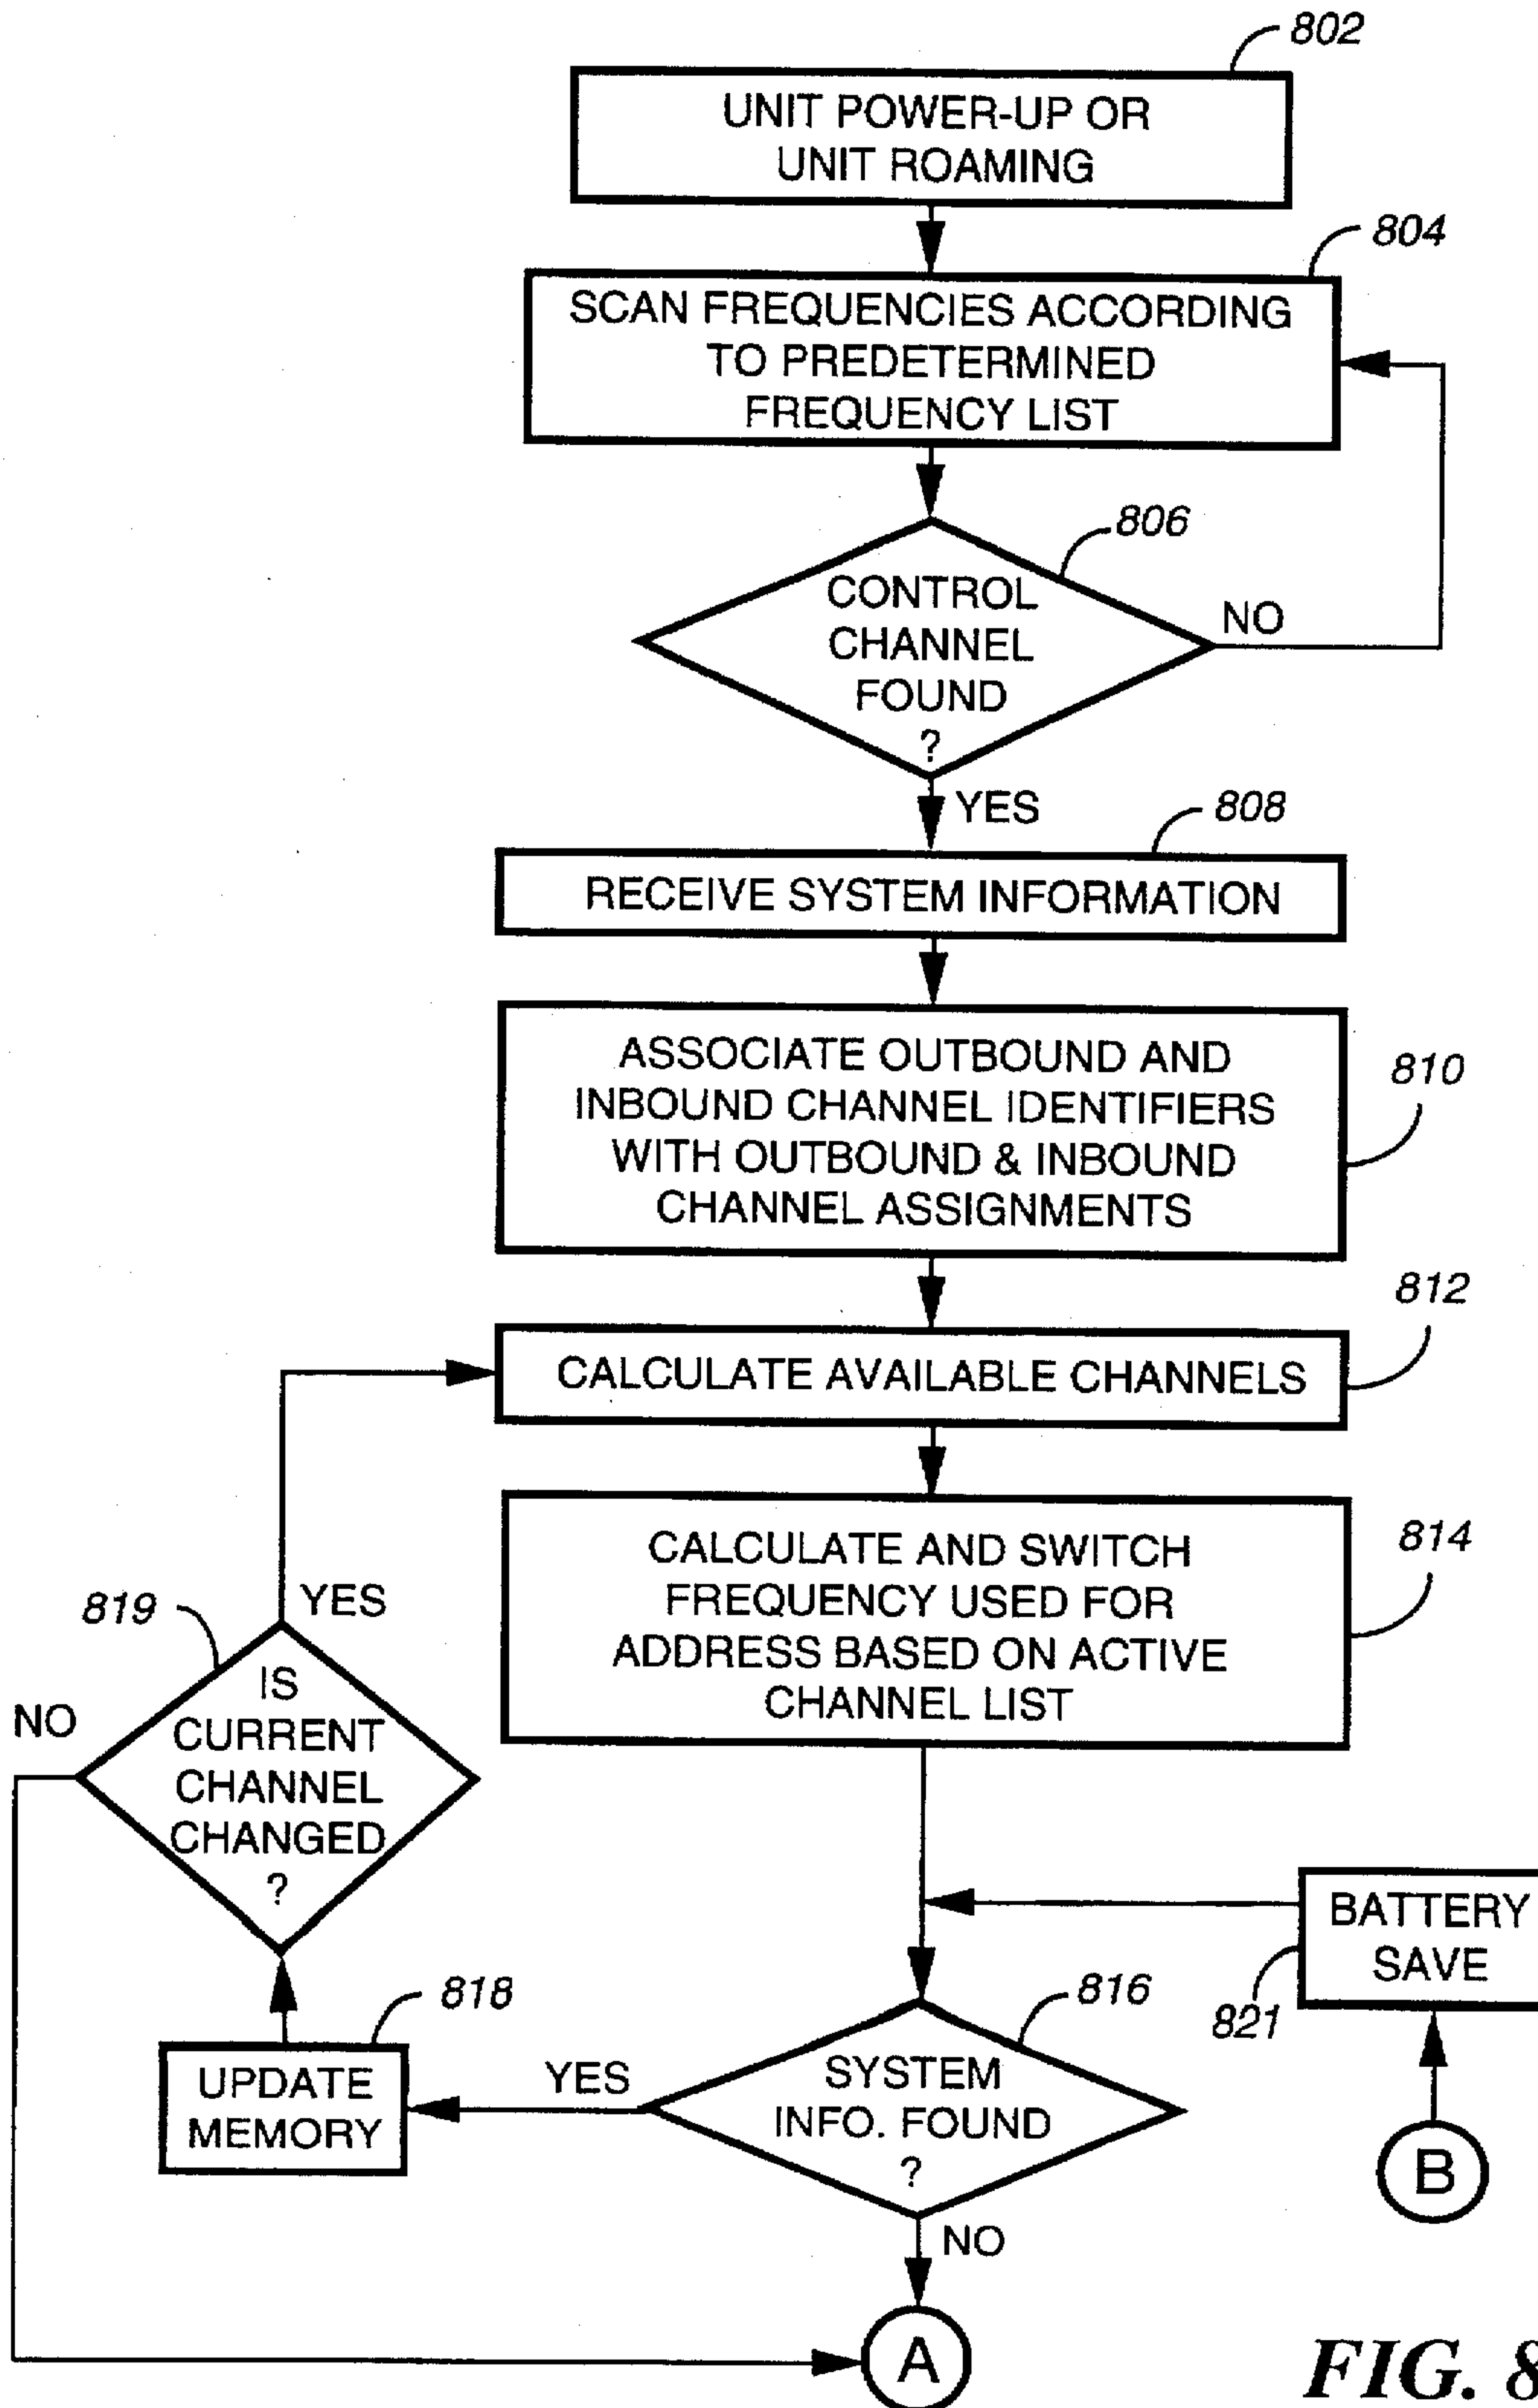 802
UNIT POWER-UP OR
UNIT ROAMING
804
SCAN FREQUENCIES ACCORDING
TO PREDETERMINED
FREQUENCY LIST
806
CONTROL
CHANNEL
FOUND
?
NO
YES
808
RECEIVE SYSTEM INFORMATION
ASSOCIATE OUTBOUND AND
INBOUND CHANNEL IDENTIFIERS
WITH OUTBOUND & INBOUND
CHANNEL ASSIGNMENTS
810
812
CALCULATE AVAILABLE CHANNELS
CALCULATE AND SWITCH
FREQUENCY USED FOR
ADDRESS BASED ON ACTIVE
CHANNEL LIST
814
819
YES
IS
CURRENT
CHANNEL
CHANGED
?
NO
BATTERY
SAVE
821
818
UPDATE
MEMORY
YES
816
SYSTEM
INFO. FOUND
?
NO
B
A
FIG. 8